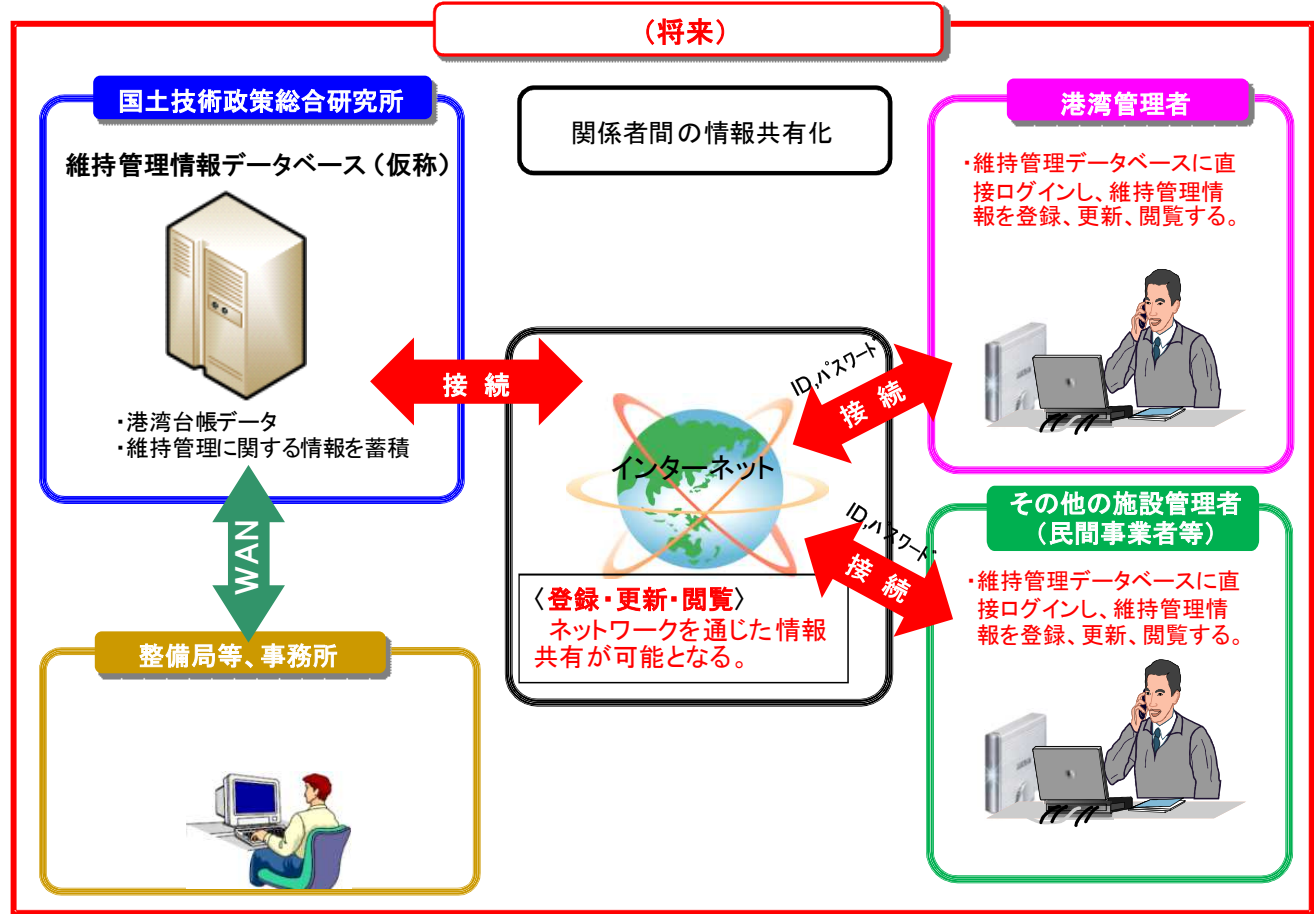 （将来）
国土技術政策総合研究所
維持管理情報データベース（仮称）
・港湾台帳データ
・維持管理に関する情報を蓄積
WAN
整備局等、事務所
関係者間の情報共有化
接 続
インターネット
〈登録・更新・閲覧〉
ネットワークを通じた情報
共有が可能となる。
ID,パスワード
接 続
ID,パスワード
接 続
港湾管理者
・維持管理データベースに直
接ログインし、維持管理情
報を登録、更新、閲覧する。
その他の施設管理者
（民間事業者等）
・維持管理データベースに直
接ログインし、維持管理情
報を登録、更新、閲覧する。